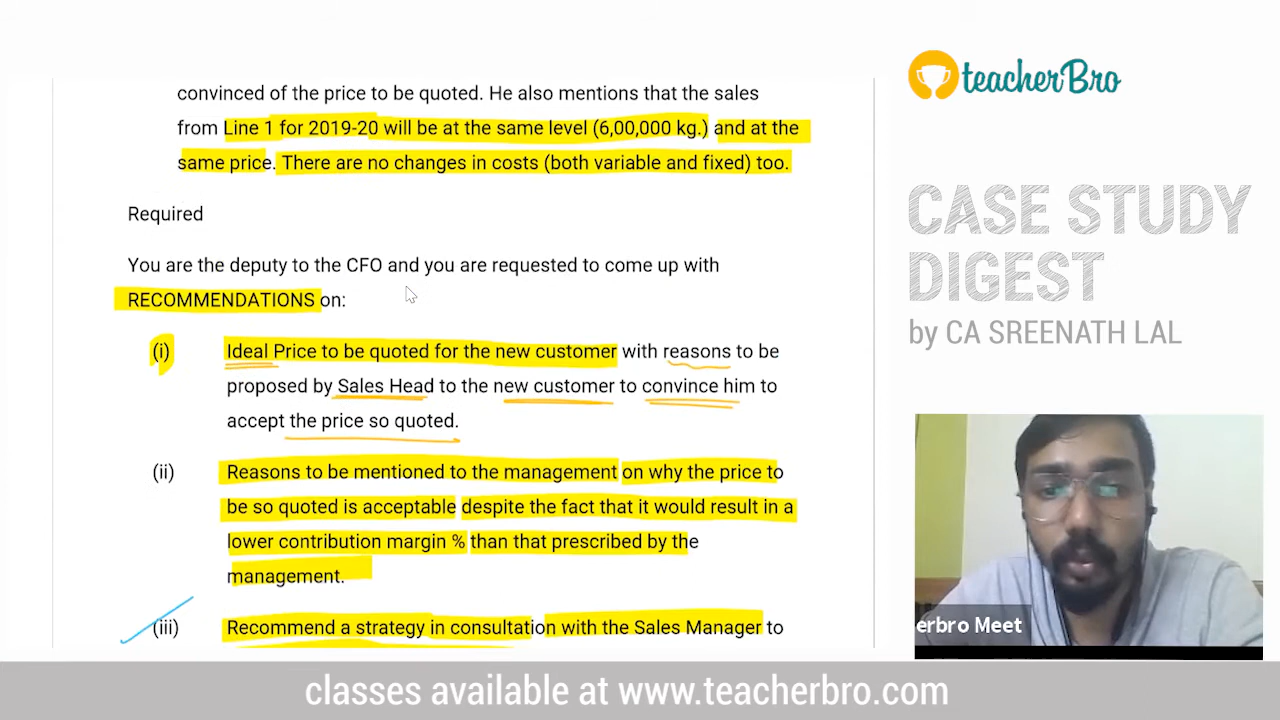 convinced of the price to be quoted. He also mentions that the sales
from Line 1 for 2019-20 will be at the same level (6,00,000 kg.) and at the
same price. There are no changes in costs (both variable and fixed) too.
Required
You are the deputy to the CFO and you are requested to come up with
RECOMMENDATIONS on:
(i) Ideal Price to be quoted for the new customer with reasons to be
proposed by Sales Head to the new customer to convince him to
accept the price so quoted.
(ii) Reasons to be mentioned to the management on why the price to
be so quoted is acceptable despite the fact that it would result in a
lower contribution margin % than that prescribed by the
management.
(iii) Recommend a strategy in consultation with the Sales Manager to
teacherBro
CASE STUDY
DIGEST
by CA SREENATH LAL
erbro Meet
classes available at www.teacherbro.com